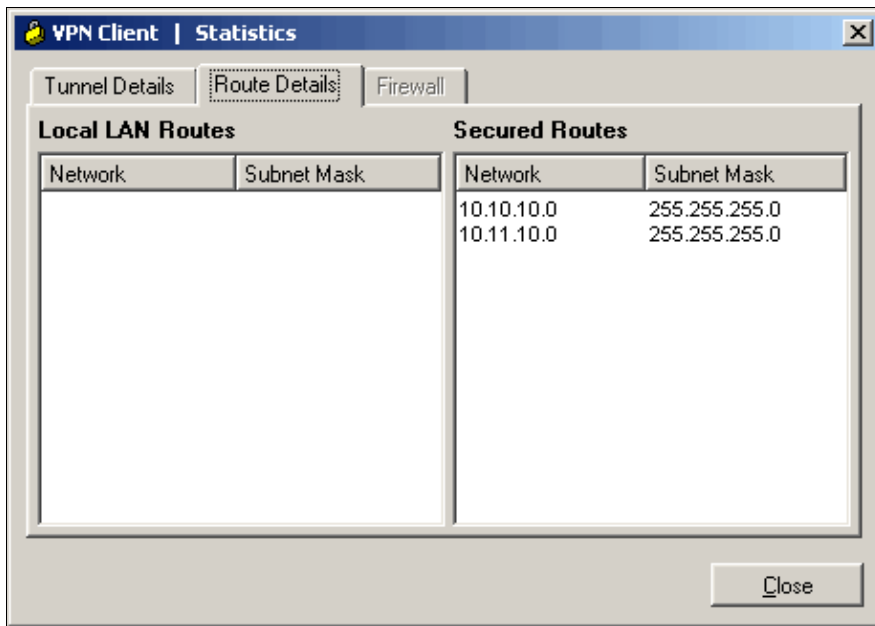 VPN Client | Statistics
Tunnel Details Route Details Firewall
Local LAN Routes Secured Routes
Network Subnet Mask Network Subnet Mask
10.10.10.0 255.255.255.0
10.11.10.0 255.255.255.0
Close